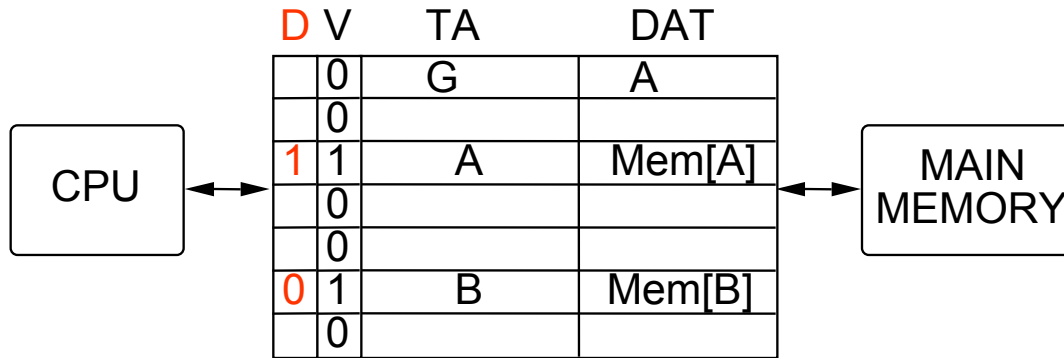 D V TA DAT
0 G A
0
1 1 A Mem[A]
0
0
0 1 B Mem[B]
0
CPU
MAIN
MEMORY